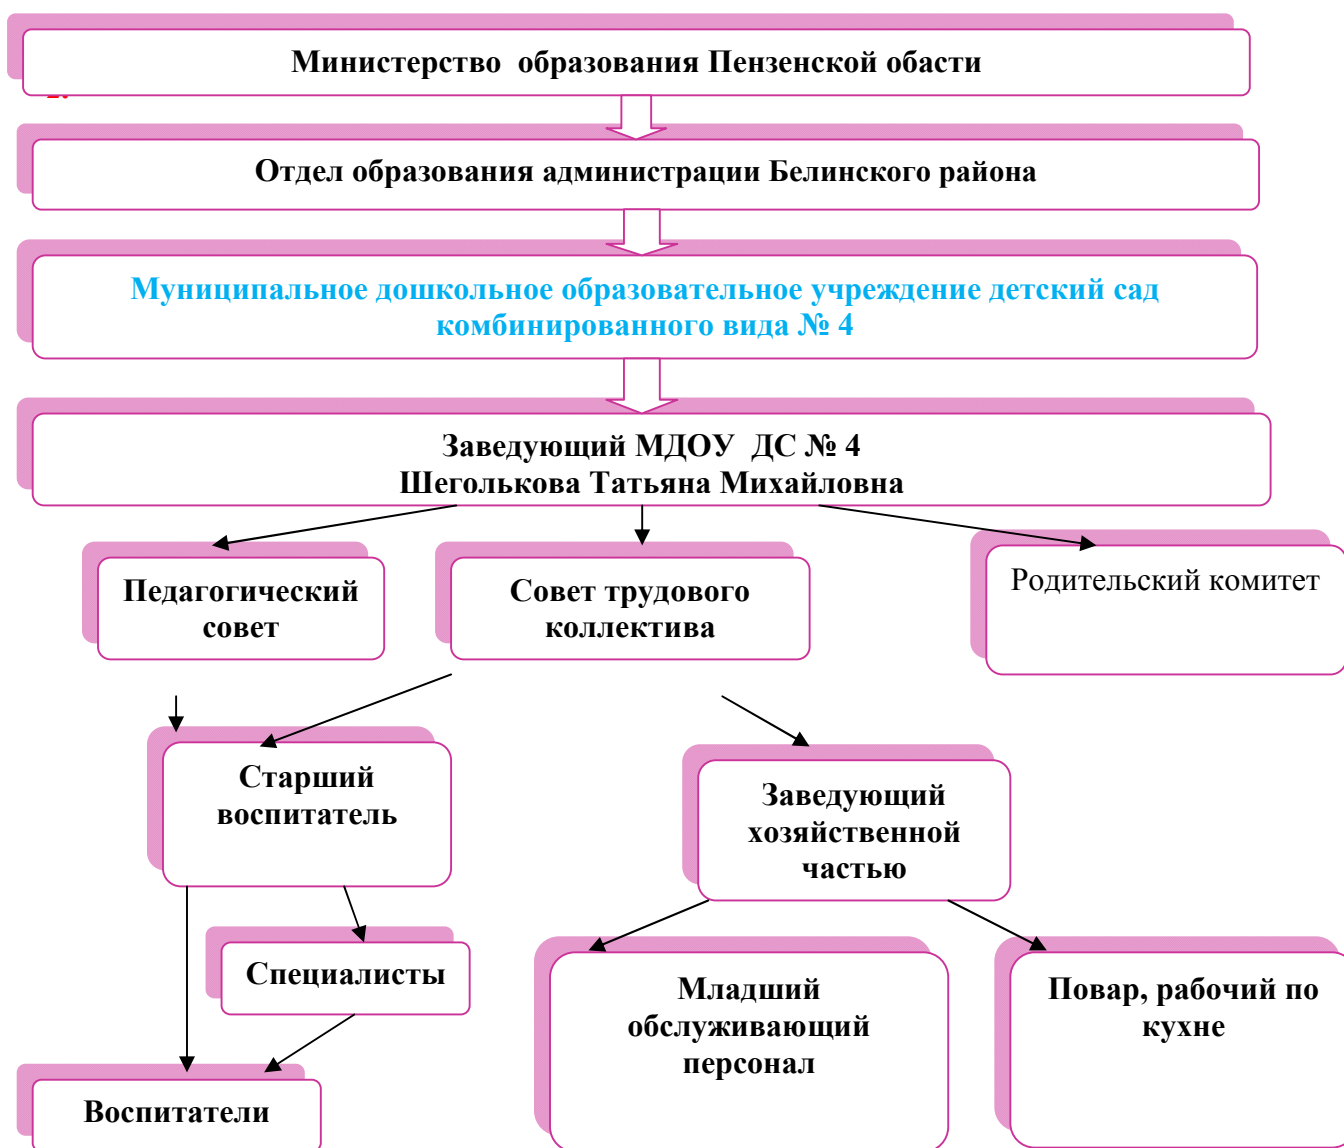 Министерство образования Пензенской обасти
Отдел образования администрации Белинского района
Муниципальное дошкольное образовательное учреждение детский сад
комбинированного вида № 4
Заведующий МДОУ ДС № 4
Шеголькова Татьяна Михайловна
Педагогический
совет
Совет трудового
коллектива
Родительский комитет
Старший
воспитатель
Заведующий
хозяйственной
частью
Специалисты
Младший
обслуживающий
персонал
Повар, рабочий по
кухне
Воспитатели